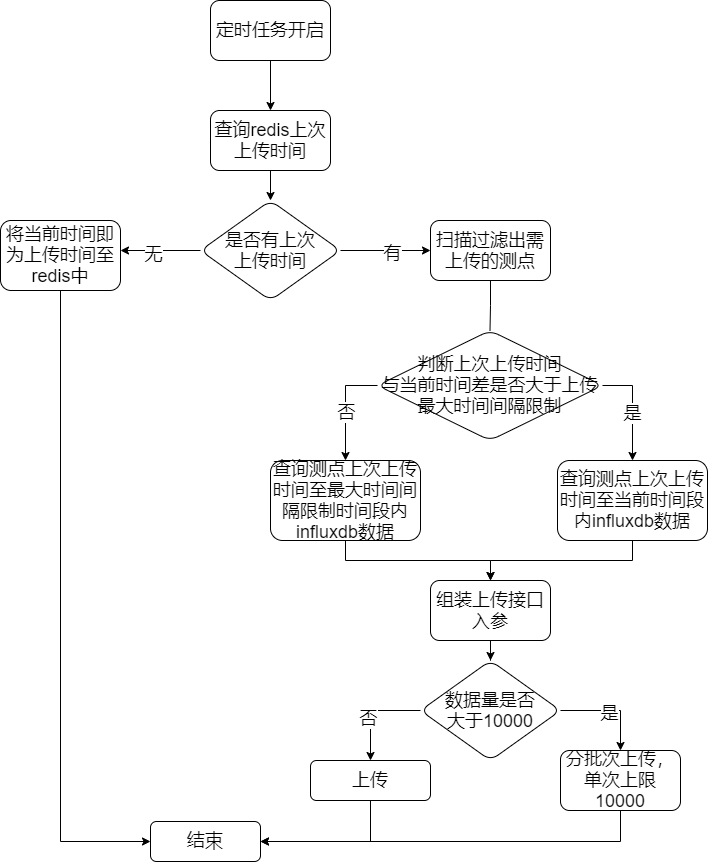 定时任务开启
查询redis上次
上传时间
是否有上次
上传时间
无
有
将当前时间即
为上传时间至
redis中
扫描过滤出需
上传的测点
判断上次上传时间
与当前时间差是否大于上传
最大时间间隔限制
否
是
查询测点上次上传
时间至最大时间间
隔限制时间段内
influxdb数据
查询测点上次上传
时间至当前时间段
内influxdb数据
组装上传接口
入参
数据量是否
大于10000
否
是
上传
分批次上传，
单次上限
10000
结束